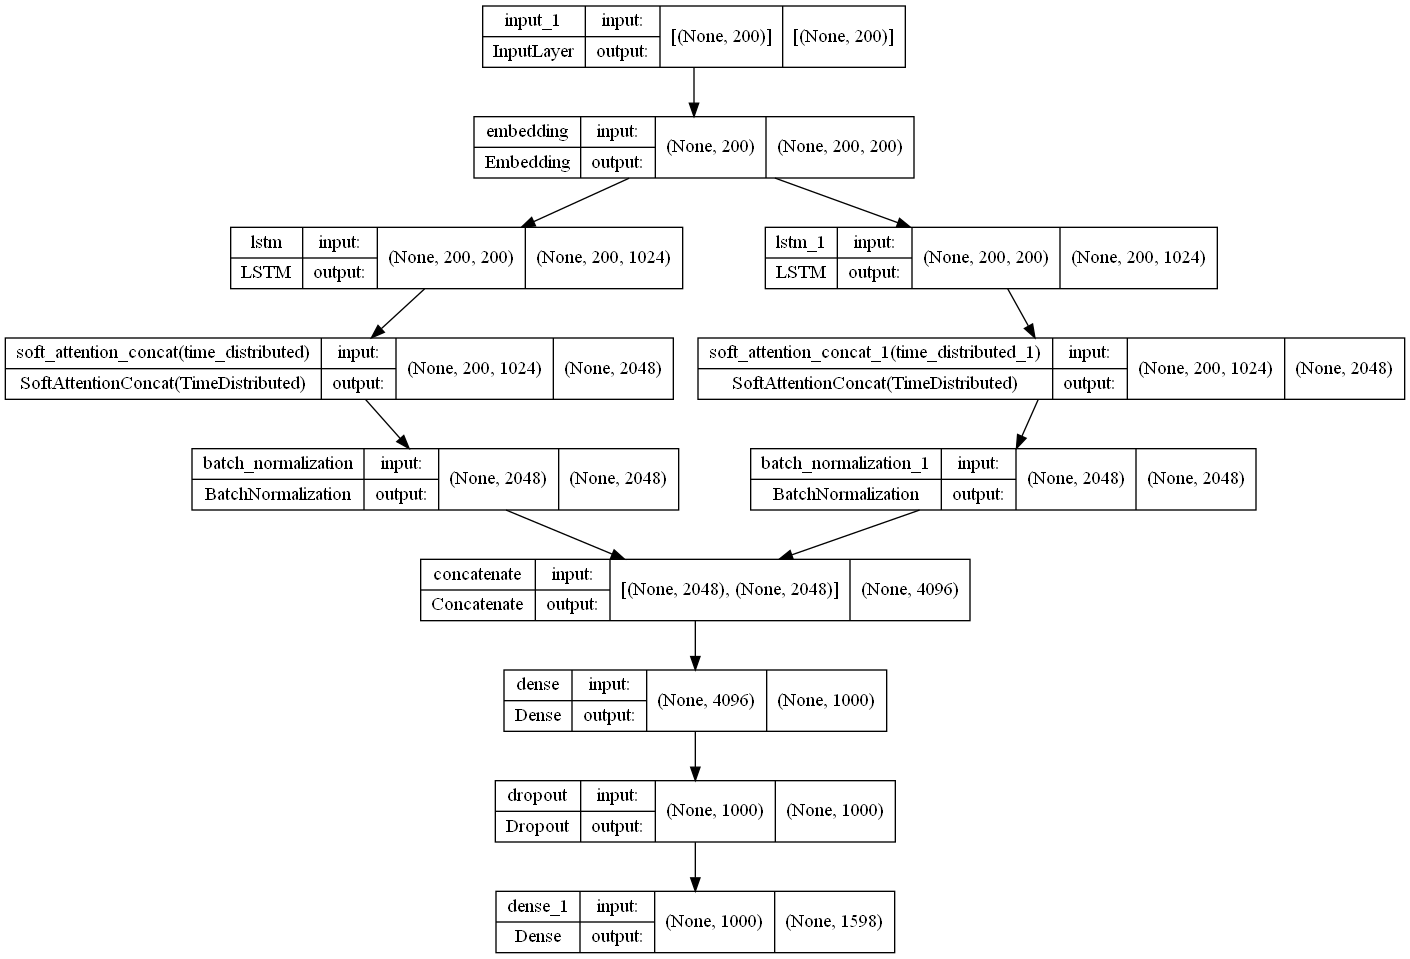 input_1 input: [(None, 200)] [(None, 200)]
InputLayer output:
embedding input: (None, 200) (None, 200, 200)
Embedding output:
lstm input: (None, 200, 200) (None, 200, 1024)
LSTM output:
lstm_1 input: (None, 200, 200) (None, 200, 1024)
LSTM output:
soft_attention_concat(time_distributed) input: (None, 200, 1024) (None, 2048)
SoftAttentionConcat(TimeDistributed) output:
soft_attention_concat_1(time_distributed_1) input: (None, 200, 1024) (None, 2048)
SoftAttentionConcat(TimeDistributed) output:
batch_normalization input: (None, 2048) (None, 2048)
BatchNormalization output:
batch_normalization_1 input: (None, 2048) (None, 2048)
BatchNormalization output:
concatenate input: [(None, 2048), (None, 2048)] (None, 4096)
Concatenate output:
dense input: (None, 4096) (None, 1000)
Dense output:
dropout input: (None, 1000) (None, 1000)
Dropout output:
dense_1 input: (None, 1000) (None, 1598)
Dense output: